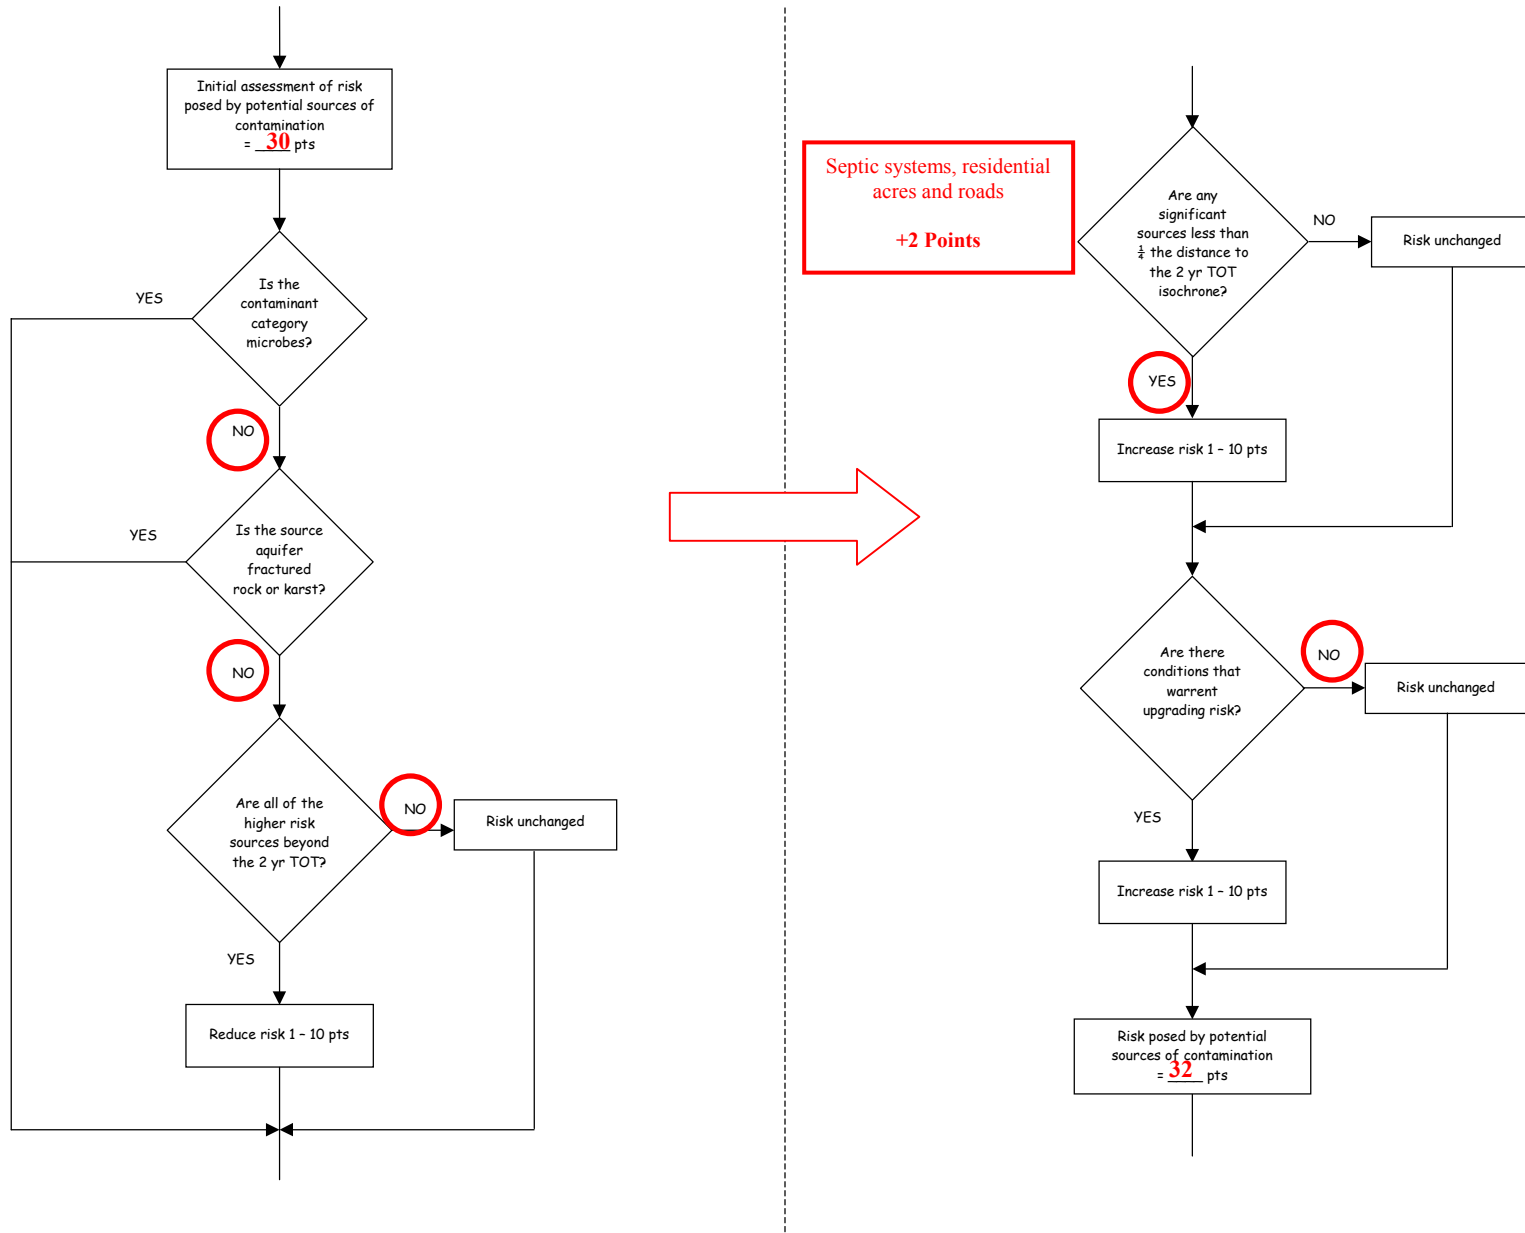 Initial assessment of risk
posed by potential sources of
contamination
= 30 pts
Is the
contaminant
category
microbes?
YES
NO
Is the source
aquifer
fractured
rock or karst?
YES
NO
Are all of the
higher risk
sources beyond
the 2 yr TOT?
NO
Risk unchanged
YES
Reduce risk 1 – 10 pts
Septic systems, residential
acres and roads
+2 Points
Are any
significant
sources less than
¼ the distance to
the 2 yr TOT
isochrone?
NO
Risk unchanged
YES
Increase risk 1 – 10 pts
Are there
conditions that
warrent
upgrading risk?
NO
Risk unchanged
YES
Increase risk 1 – 10 pts
Risk posed by potential
sources of contamination
= 32 pts